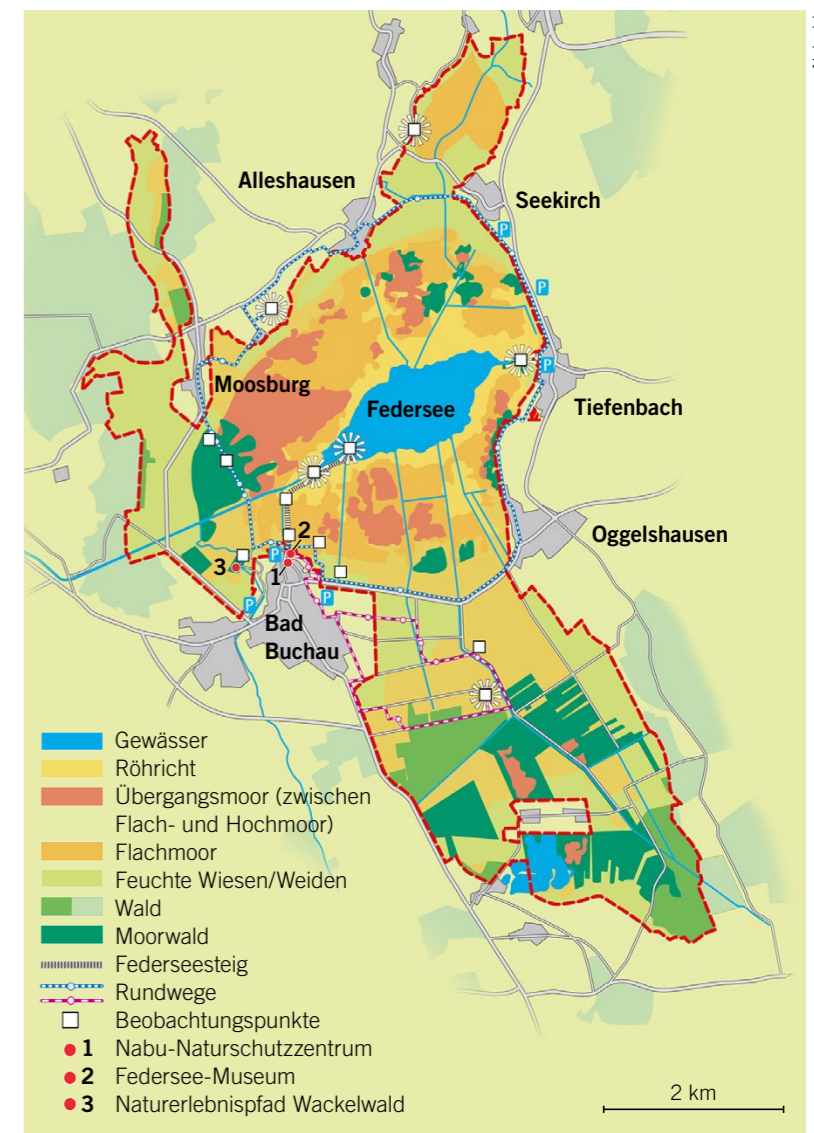 Alleshausen
Seekirch
P
P
P
Moosburg
Federsee
Tiefenbach
Oggelshausen
2
P
3
1
P
P
Bad
Buchau
Gewässer
Röhricht
Übergangsmoor (zwischen
Flach- und Hochmoor)
Flachmoor
Feuchte Wiesen/Weiden
Wald
Moorwald
Federseesteig
Rundwege
Beobachtungspunkte
1 Nabu-Naturschutzzentrum
2 Federsee-Museum
3 Naturerlebnispfad Wackelwald
2 km